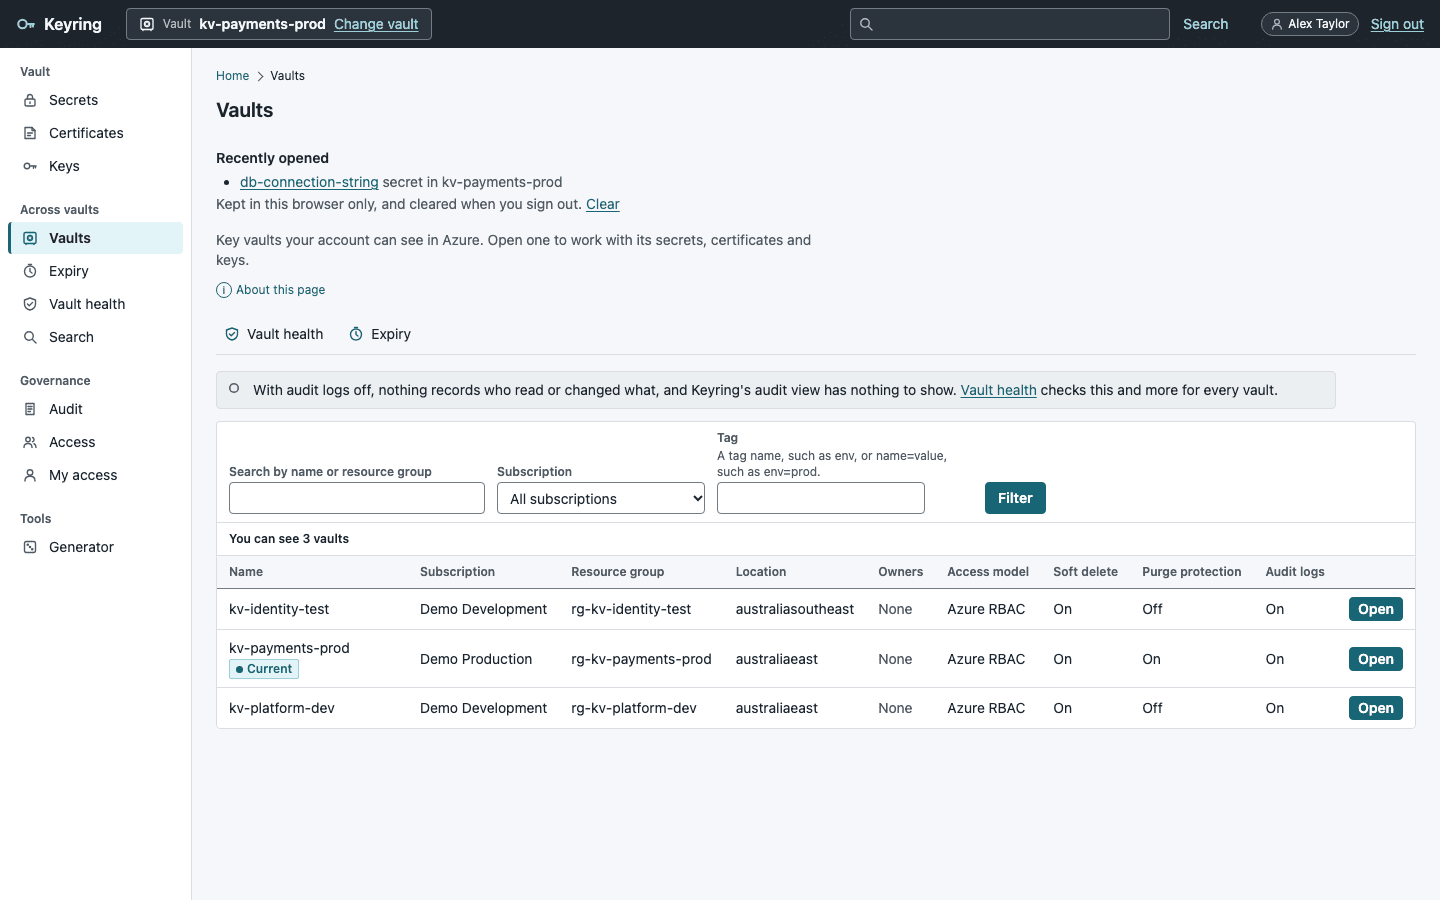 Keyring
Vault kv-payments-prod Change vault
Search
Alex Taylor
Sign out
Vault
Secrets
Certificates
Keys
Across vaults
Vaults
Expiry
Vault health
Search
Governance
Audit
Access
My access
Tools
Generator
Home > Vaults
Vaults
Recently opened
• db-connection-string secret in kv-payments-prod
Kept in this browser only, and cleared when you sign out. Clear
Key vaults your account can see in Azure. Open one to work with its secrets, certificates and
keys.
About this page
Vault health Expiry
With audit logs off, nothing records who read or changed what, and Keyring's audit view has nothing to show. Vault health checks this and more for every vault.
Search by name or resource group
Subscription
All subscriptions
Tag
A tag name, such as env, or name=value,
such as env=prod.
Filter
You can see 3 vaults
Name Subscription Resource group Location Owners Access model Soft delete Purge protection Audit logs
kv-identity-test Demo Development rg-kv-identity-test australiasoutheast None Azure RBAC On Off On Open
kv-payments-prod Demo Production rg-kv-payments-prod australiaeast None Azure RBAC On On On Open
Current
kv-platform-dev Demo Development rg-kv-platform-dev australiaeast None Azure RBAC On Off On Open